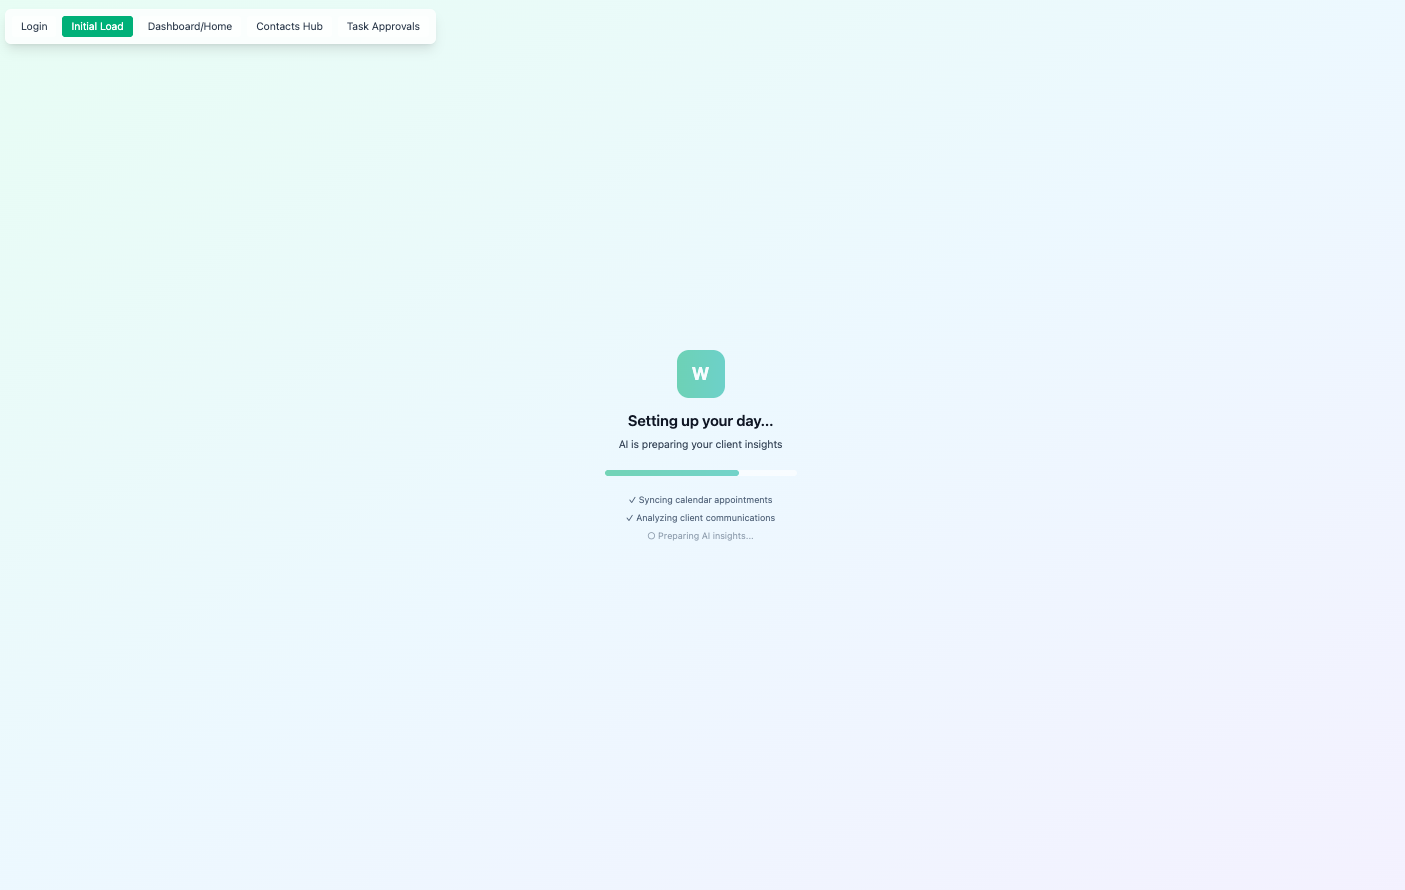 Login Initial Load Dashboard/Home Contacts Hub Task Approvals
W
Setting up your day...
AI is preparing your client insights
✓ Syncing calendar appointments
✓ Analyzing client communications
○ Preparing AI insights...